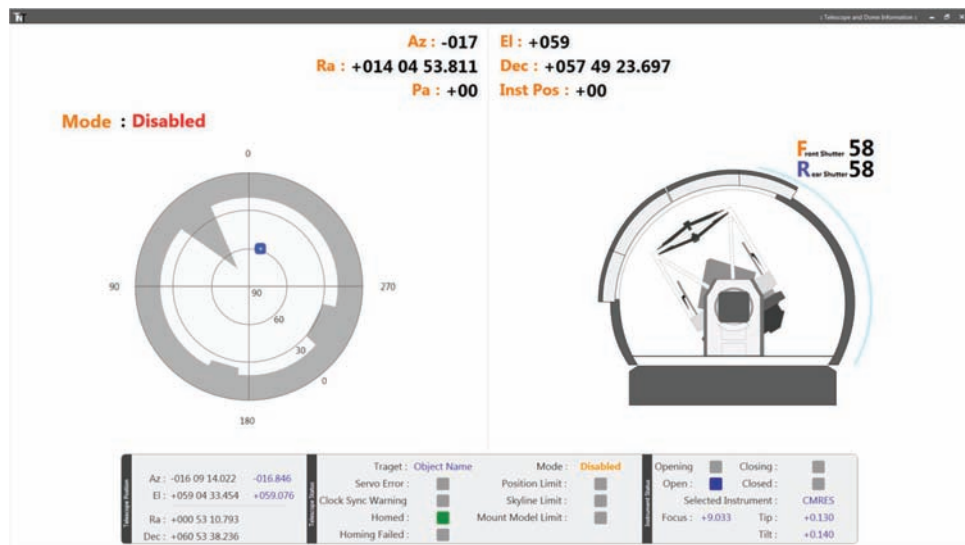 TNT
‹ Telescope and Dome Information ›
Az : -017 El : +059
Ra : +014 04 53.811 Dec : +057 49 23.697
Pa : +00 Inst Pos : +00
Mode : Disabled
Front Shutter 58
Rear Shutter 58
0
90
270
90
60
30
0
180
Telescope Position
Az : -016 09 14.022 -016.846
El : +059 04 33.454 +059.076
Ra : +000 53 10.793
Dec : +060 53 38.236
Telescope Status
Traget : Object Name Mode : Disabled
Servo Error : Position Limit :
Clock Sync Warning Skyline Limit :
Homed : Mount Model Limit :
Homing Failed :
Instrument Status
Opening Closing :
Open : Closed :
Selected Instrument : CMRES
Focus : +9.033 Tip : +0.130
Tilt : +0.140